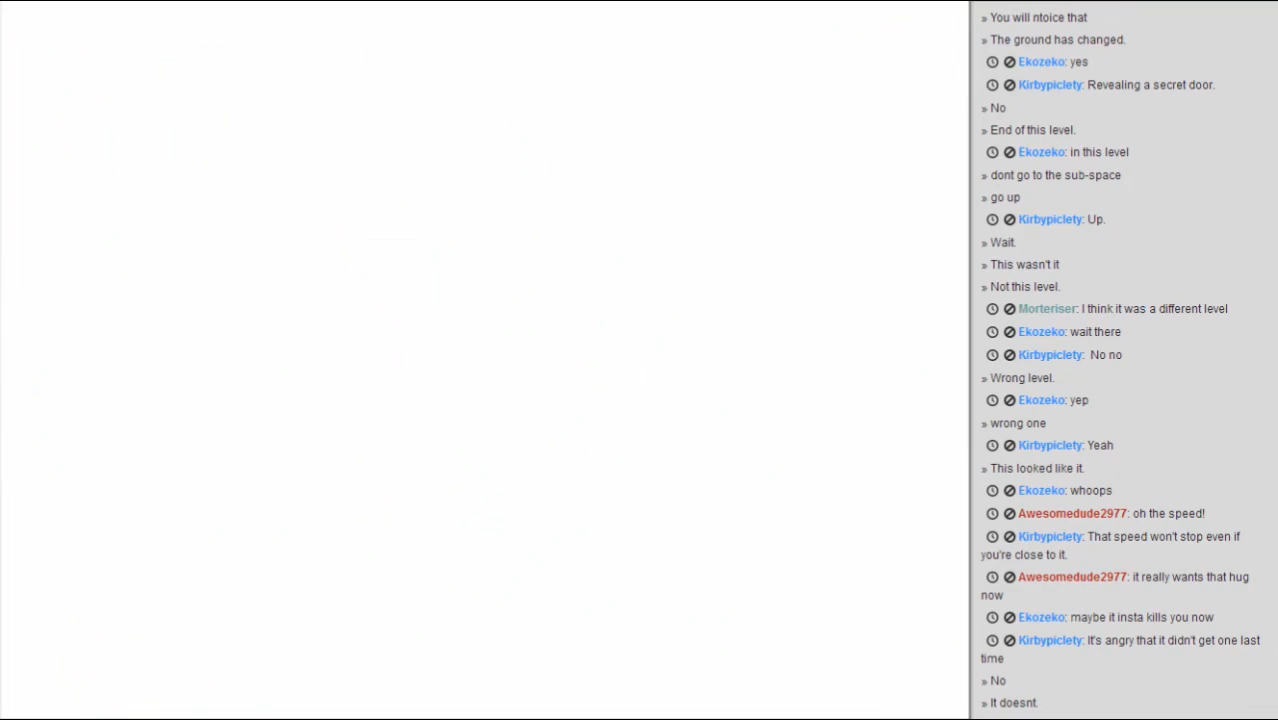 » You will ntoice that
» The ground has changed.
Ekozeko: yes
Kirbypiclety: Revealing a secret door.
» No
» End of this level.
Ekozeko: in this level
» dont go to the sub-space
» go up
Kirbypiclety: Up.
» Wait.
» This wasn't it
» Not this level.
Morteriser: I think it was a different level
Ekozeko: wait there
Kirbypiclety: No no
» Wrong level.
Ekozeko: yep
» wrong one
Kirbypiclety: Yeah
» This looked like it.
Ekozeko: whoops
Awesomedude2977: oh the speed!
Kirbypiclety: That speed won't stop even if
you're close to it.
Awesomedude2977: it really wants that hug
now
Ekozeko: maybe it insta kills you now
Kirbypiclety: It's angry that it didn't get one last
time
» No
» It doesnt.